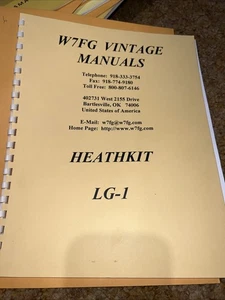 W7FG VINTAGE
MANUALS
Telephone: 918-333-3754
Fax: 918-774-9180
Toll Free: 800-807-6146
402731 West 2155 Drive
Bartlesville, OK 74006
United States of America
E-Mail: w7fg@w7fg.com
Home Page: http://www.w7fg.com
HEATHKIT
LG-1